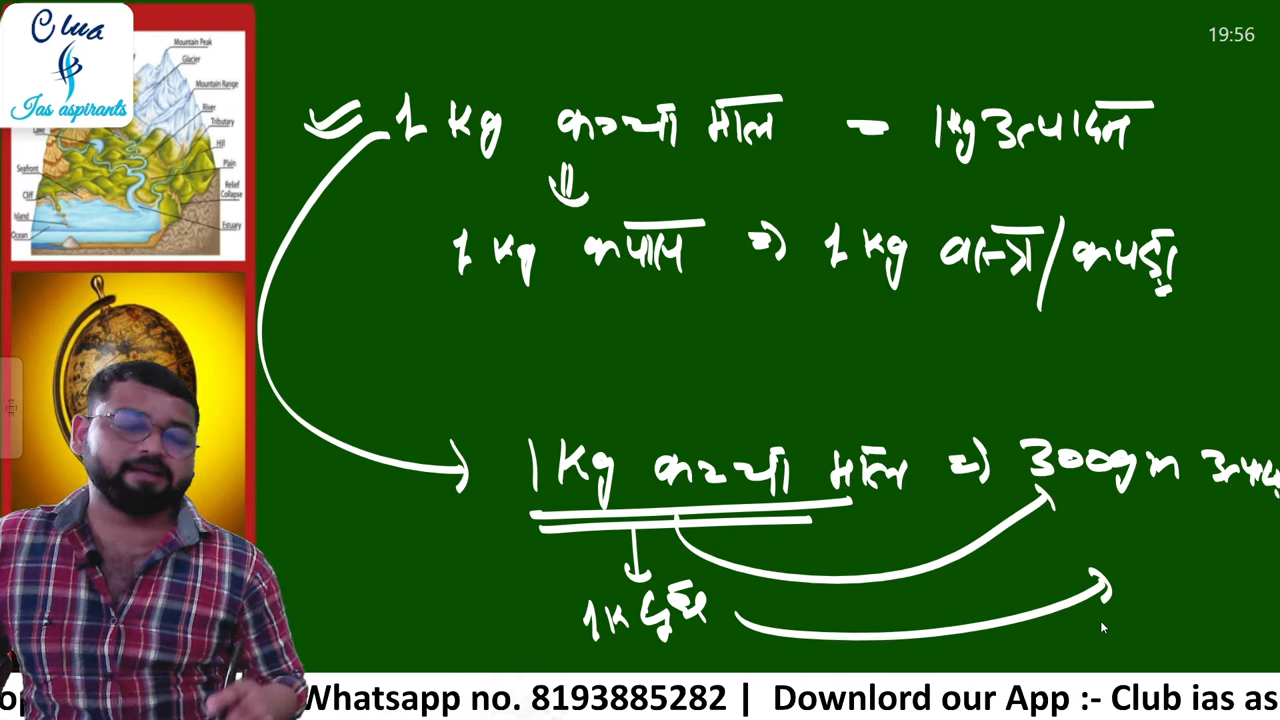 Clua
Ias aspirants
Mountain Peak
Glacier
Mountain Range
River
Tributary
Lake
Hill
Seafront
Plain
Cliff
Relief
Collapse
Island
Estuary
Ocean
19:56
1 kg कच्चा माल - 1kg उत्पादन
1 kg कपास ⇒ 1 kg वस्त्र/कपड़ा
1 kg कच्चा माल ⇒ 300gm
1k दूध
Whatsapp no. 8193885282 | Downlord our App :- Club ias as